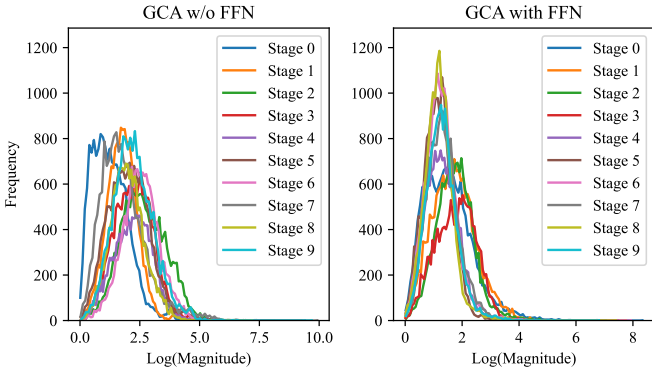 GCA w/o FFN
GCA with FFN
1200
1000
800
600
400
200
0
Frequency
0.0 2.5 5.0 7.5 10.0
Log(Magnitude)
Stage 0
Stage 1
Stage 2
Stage 3
Stage 4
Stage 5
Stage 6
Stage 7
Stage 8
Stage 9
1200
1000
800
600
400
200
0
0 2 4 6 8
Log(Magnitude)
Stage 0
Stage 1
Stage 2
Stage 3
Stage 4
Stage 5
Stage 6
Stage 7
Stage 8
Stage 9